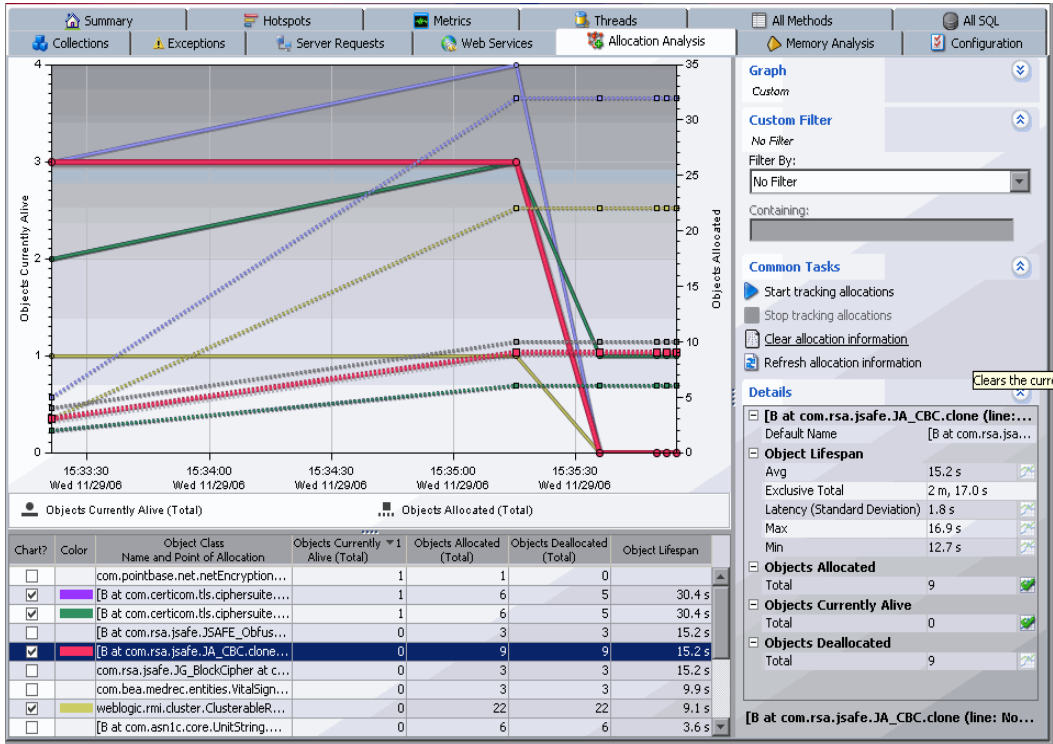 Summary
Hotspots
Metrics
Threads
All Methods
All SQL
Collections
Exceptions
Server Requests
Web Services
Allocation Analysis
Memory Analysis
Configuration
4
3
2
1
0
Objects Currently Alive
35
30
25
20
15
10
5
0
Objects Allocated
15:33:30
Wed 11/29/06
15:34:00
Wed 11/29/06
15:34:30
Wed 11/29/06
15:35:00
Wed 11/29/06
15:35:30
Wed 11/29/06
Objects Currently Alive (Total)
Objects Allocated (Total)
Chart? Color Object Class Name and Point of Allocation Objects Currently Alive (Total) 1 Objects Allocated (Total) Objects Deallocated (Total) Object Lifespan
com.pointbase.net.netEncryption... 1 1 0
[B at com.certicom.tls.ciphersuite.... 1 6 5 30.4 s
[B at com.certicom.tls.ciphersuite.... 1 6 5 30.4 s
[B at com.rsa.jsafe.JSAFE_Obfus... 0 3 3 15.2 s
[B at com.rsa.jsafe.JA_CBC.clone... 0 9 9 15.2 s
com.rsa.jsafe.JG_BlockCipher at c... 0 3 3 15.2 s
com.bea.medrec.entities.VitalSign... 0 3 3 9.9 s
weblogic.rmi.cluster.ClusterableR... 0 22 22 9.1 s
[B at com.asn1c.core.UnitString.... 0 6 6 3.6 s
Graph
Custom
Custom Filter
No Filter
Filter By:
No Filter
Containing:
Common Tasks
Start tracking allocations
Stop tracking allocations
Clear allocation information
Refresh allocation information
Clears the curre
Details
[B at com.rsa.jsafe.JA_CBC.clone (line:...
Default Name [B at com.rsa.jsa...
Object Lifespan
Avg 15.2 s
Exclusive Total 2 m, 17.0 s
Latency (Standard Deviation) 1.8 s
Max 16.9 s
Min 12.7 s
Objects Allocated
Total 9
Objects Currently Alive
Total 0
Objects Deallocated
Total 9
[B at com.rsa.jsafe.JA_CBC.clone (line: No...